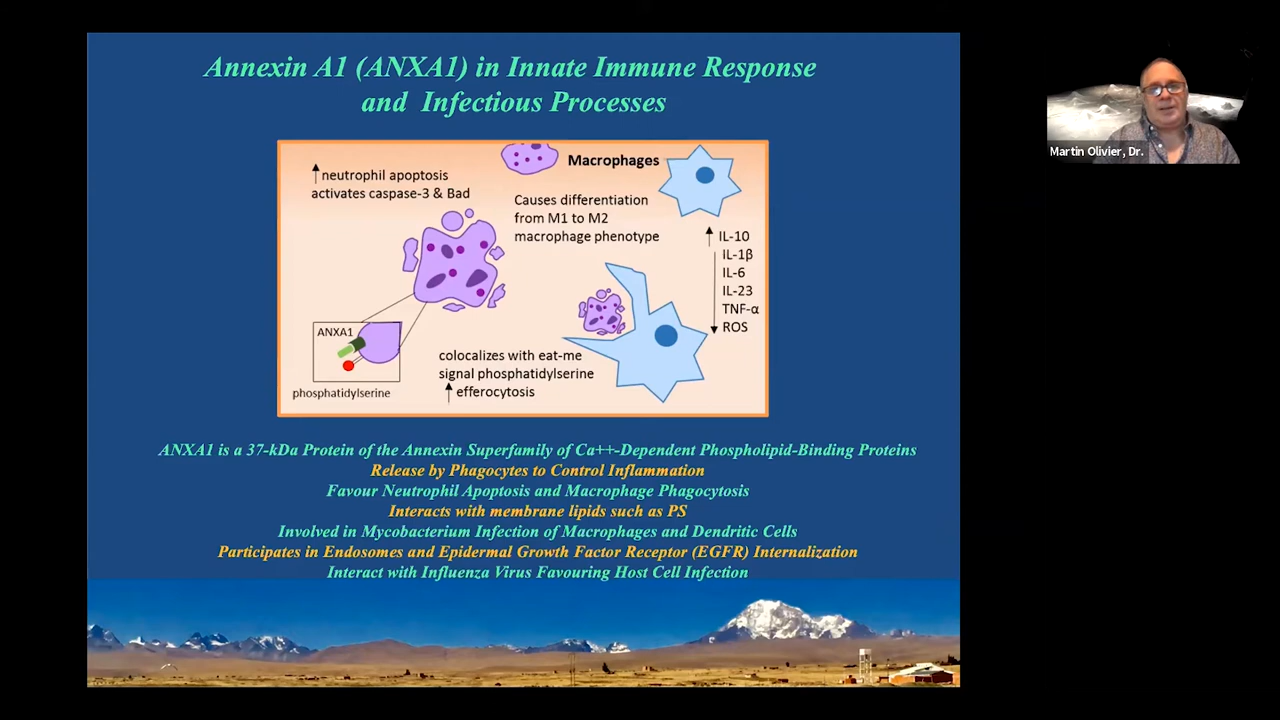 Annexin A1 (ANXA1) in Innate Immune Response
and Infectious Processes
↑ neutrophil apoptosis
activates caspase-3 & Bad
Macrophages
Causes differentiation
from M1 to M2
macrophage phenotype
↑ IL-10
IL-1β
IL-6
IL-23
TNF-α
↓ ROS
ANXA1
phosphatidylserine
colocalizes with eat-me
signal phosphatidylserine
↑ efferocytosis
ANXA1 is a 37-kDa Protein of the Annexin Superfamily of Ca++-Dependent Phospholipid-Binding Proteins
Release by Phagocytes to Control Inflammation
Favour Neutrophil Apoptosis and Macrophage Phagocytosis
Interacts with membrane lipids such as PS
Involved in Mycobacterium Infection of Macrophages and Dendritic Cells
Participates in Endosomes and Epidermal Growth Factor Receptor (EGFR) Internalization
Interact with Influenza Virus Favouring Host Cell Infection
Martin Olivier, Dr.